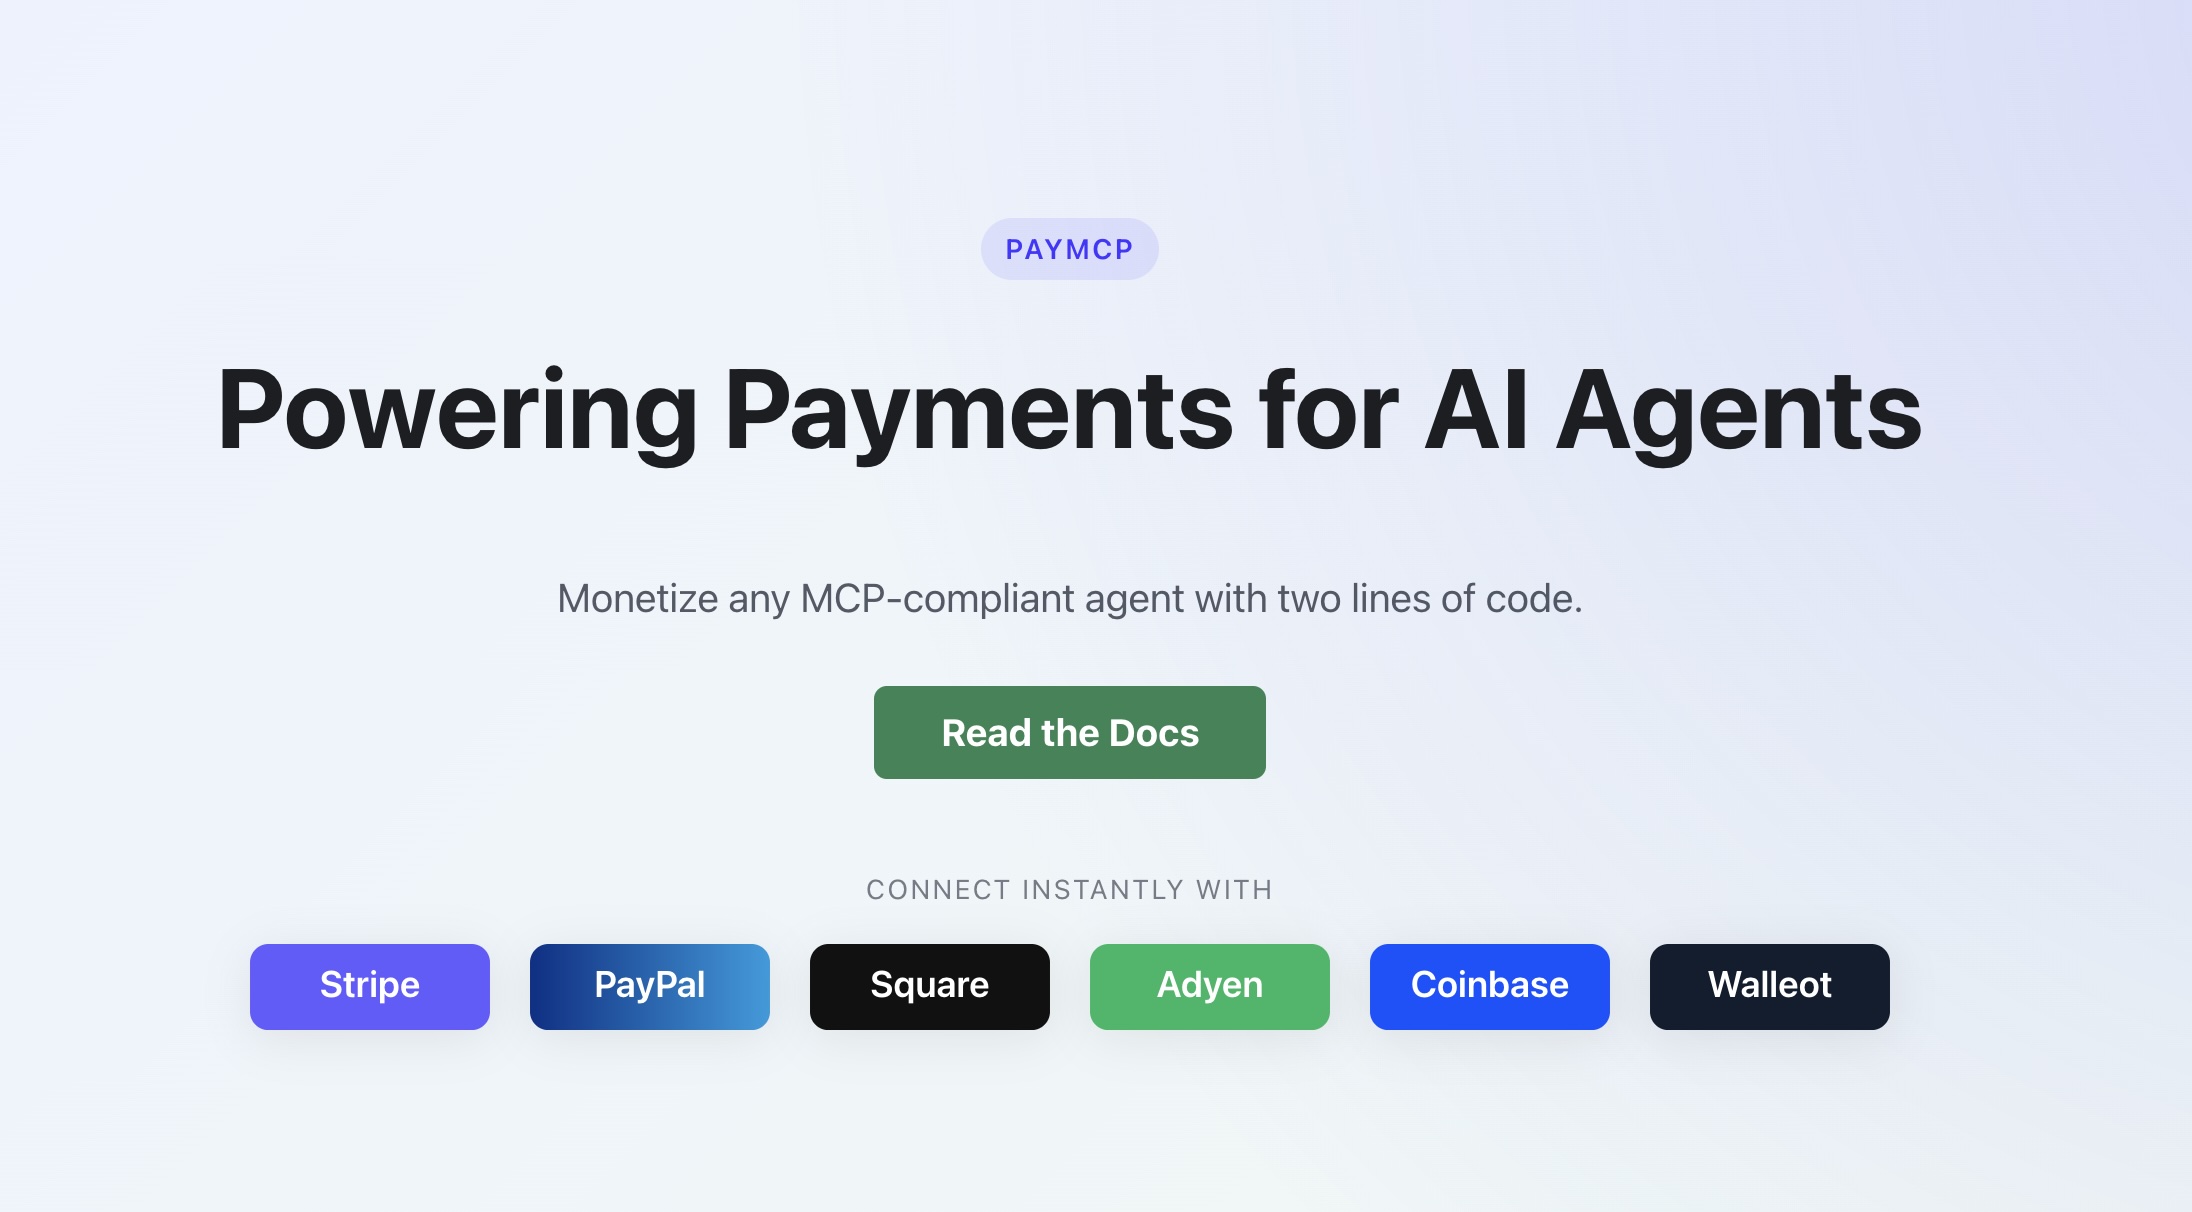 PAYMCP
Powering Payments for AI Agents
Monetize any MCP-compliant agent with two lines of code.
Read the Docs
CONNECT INSTANTLY WITH
Stripe PayPal Square Adyen Coinbase Walleot